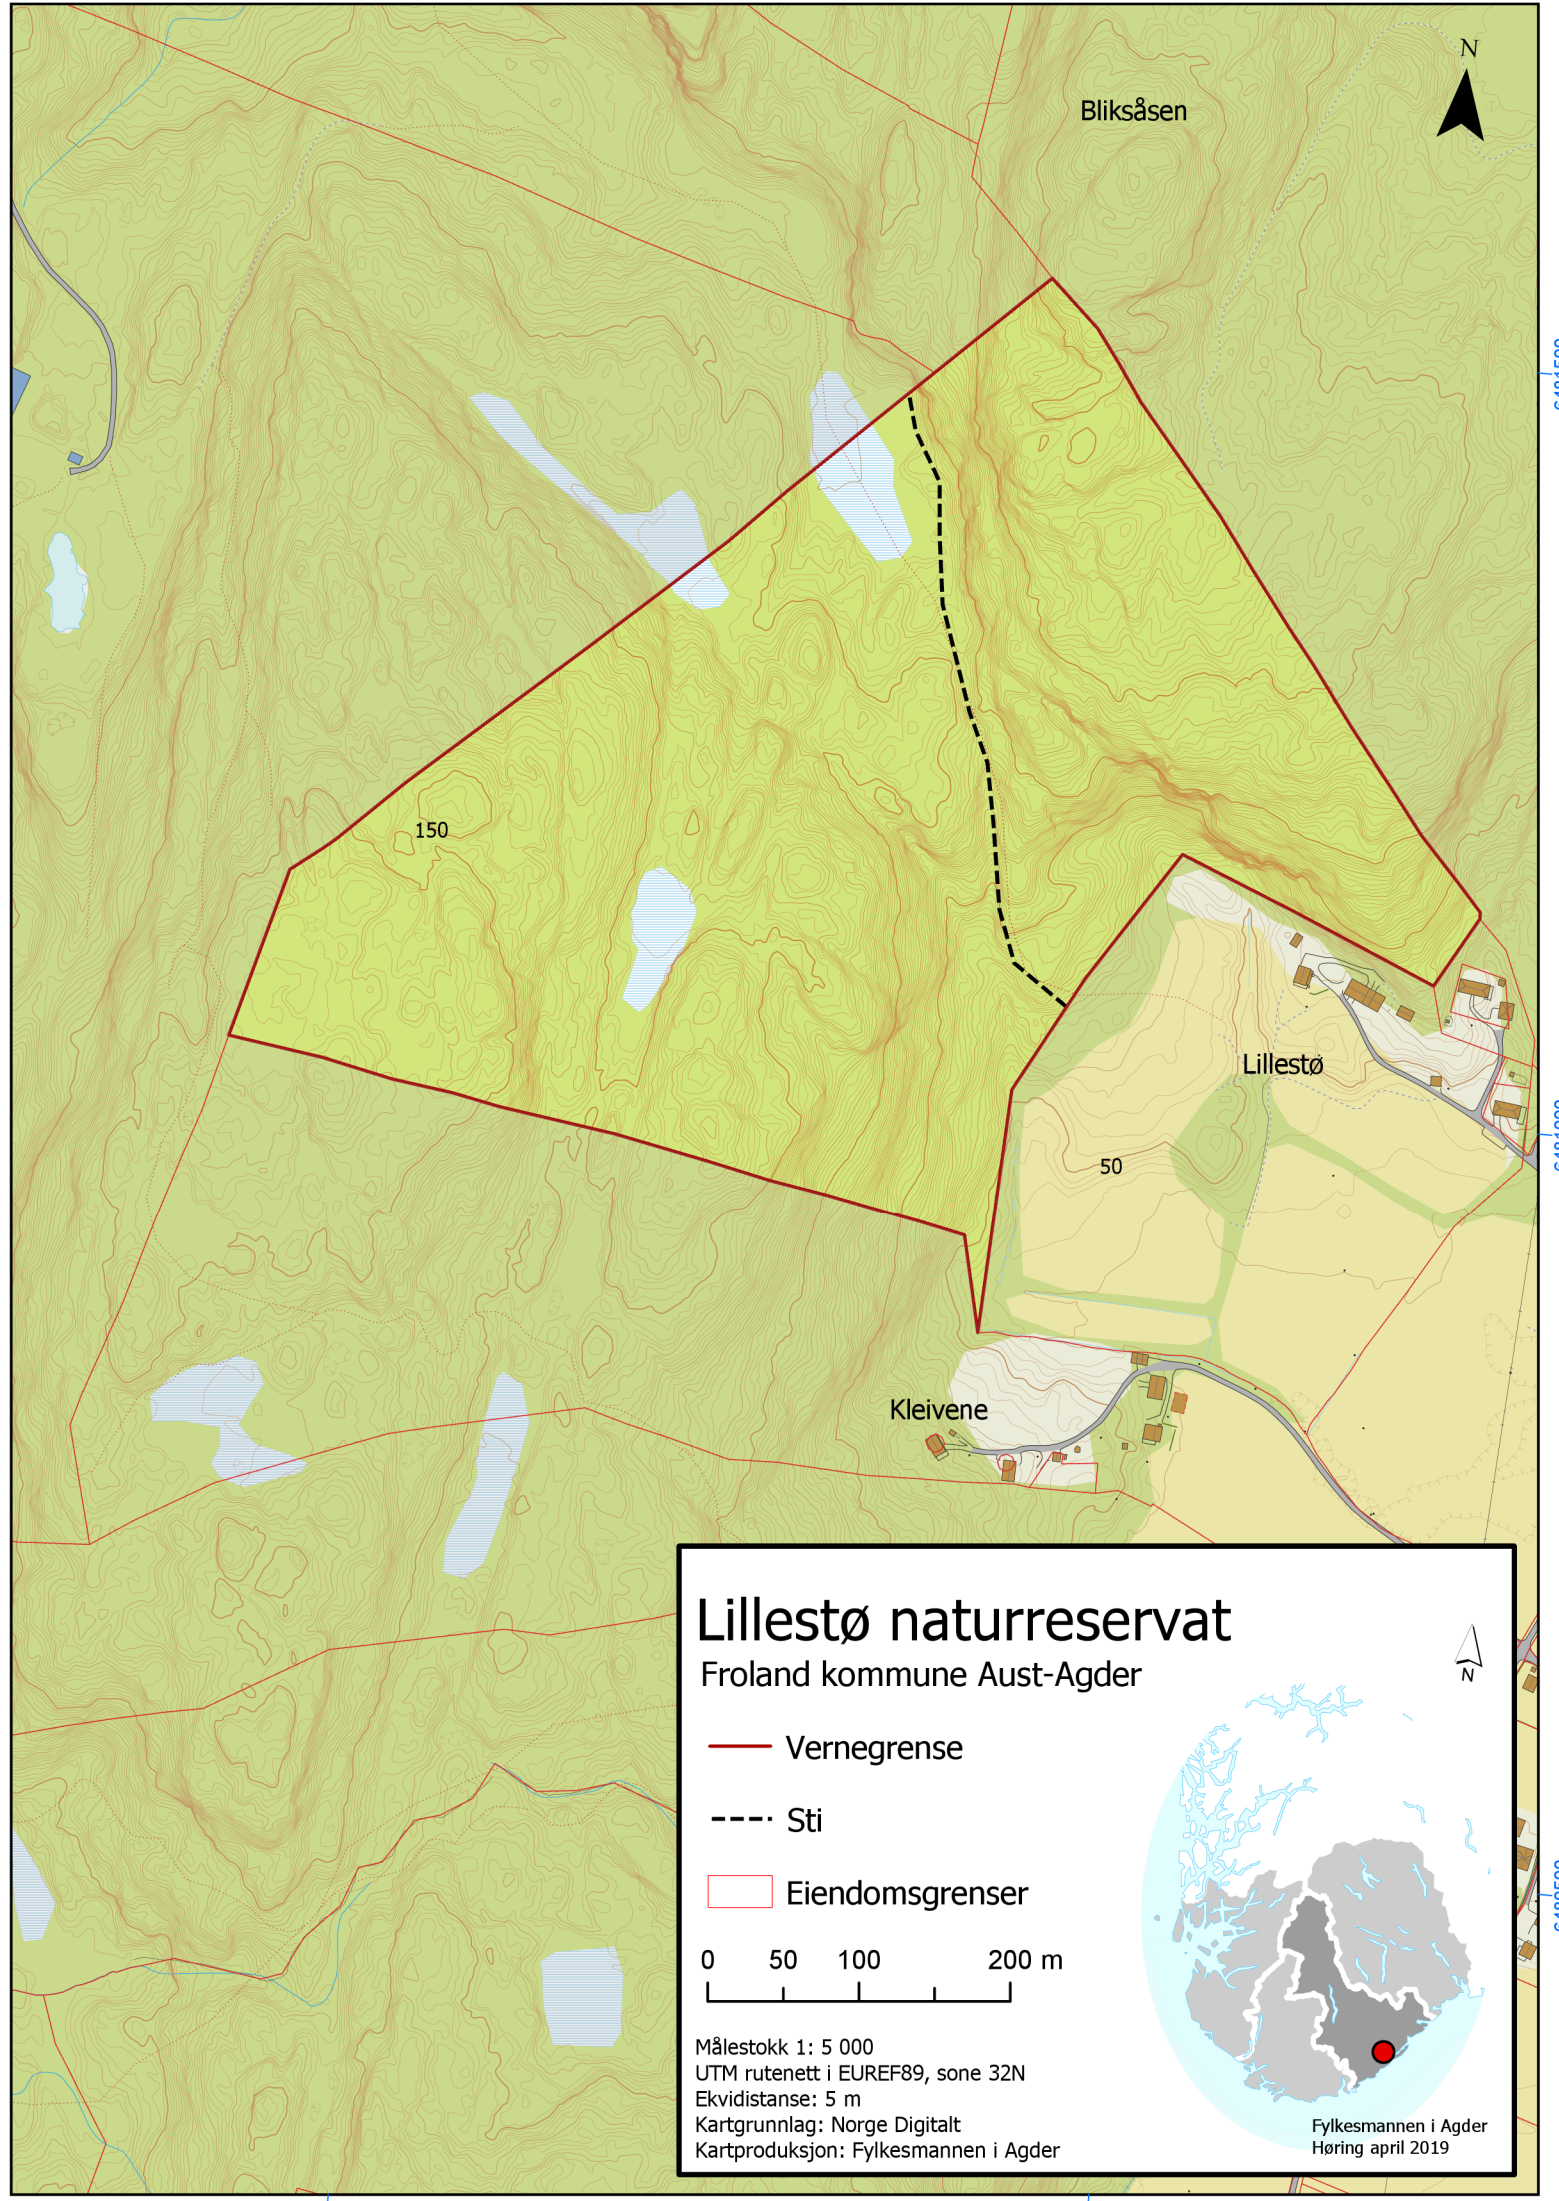 N
Bliksåsen
150
Lillestø
50
Kleivene
Lillestø naturreservat
Froland kommune Aust-Agder
N
Vernegrense
Sti
Eiendomsgrenser
0 50 100 200 m
Målestokk 1: 5 000
UTM rutenett i EUREF89, sone 32N
Ekvidistanse: 5 m
Kartgrunnlag: Norge Digitalt
Kartproduksjon: Fylkesmannen i Agder
Fylkesmannen i Agder
Høring april 2019